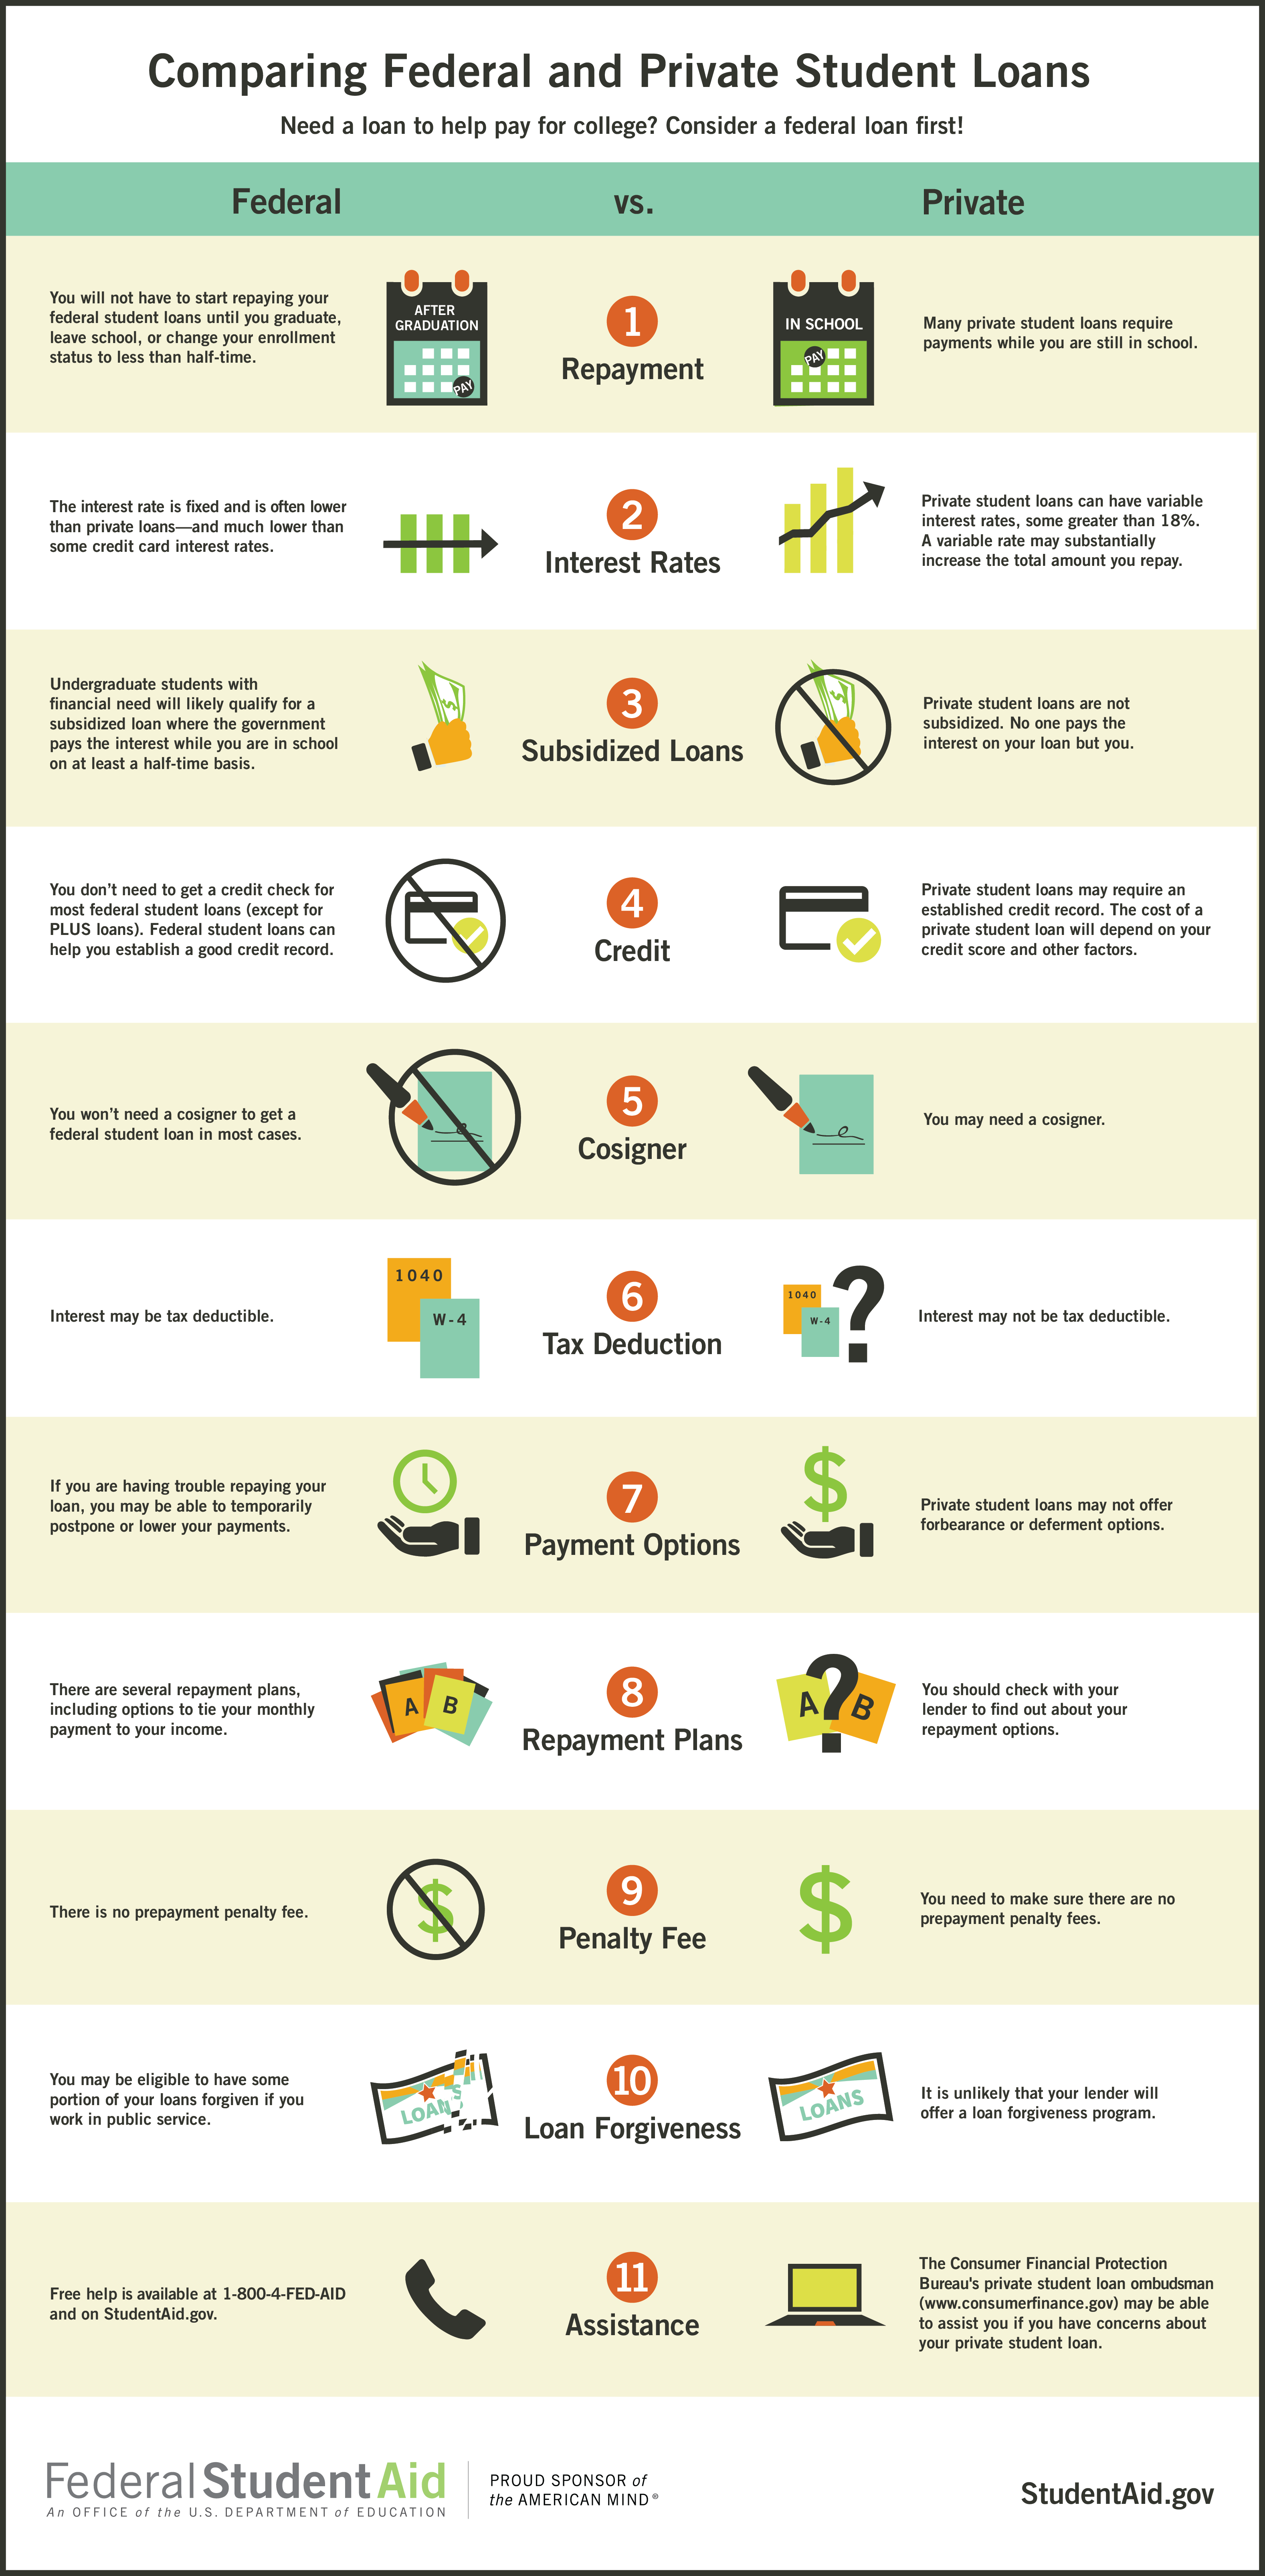 Comparing Federal and Private Student Loans
Need a loan to help pay for college? Consider a federal loan first!
Federal
vs.
Private
You will not have to start repaying your
federal student loans until you graduate,
leave school, or change your enrollment
status to less than half-time.
AFTER
GRADUATION
PAY
1
Repayment
IN SCHOOL
PAY
Many private student loans require
payments while you are still in school.
The interest rate is fixed and is often lower
than private loans—and much lower than
some credit card interest rates.
2
Interest Rates
Private student loans can have variable
interest rates, some greater than 18%.
A variable rate may substantially
increase the total amount you repay.
Undergraduate students with
financial need will likely qualify for a
subsidized loan where the government
pays the interest while you are in school
on at least a half-time basis.
$
3
Subsidized Loans
$
Private student loans are not
subsidized. No one pays the
interest on your loan but you.
You don’t need to get a credit check for
most federal student loans (except for
PLUS loans). Federal student loans can
help you establish a good credit record.
4
Credit
Private student loans may require an
established credit record. The cost of a
private student loan will depend on your
credit score and other factors.
You won’t need a cosigner to get a
federal student loan in most cases.
5
Cosigner
You may need a cosigner.
Interest may be tax deductible.
1040
W-4
6
Tax Deduction
1040
W-4
?
Interest may not be tax deductible.
If you are having trouble repaying your
loan, you may be able to temporarily
postpone or lower your payments.
7
Payment Options
$
Private student loans may not offer
forbearance or deferment options.
There are several repayment plans,
including options to tie your monthly
payment to your income.
A B
8
Repayment Plans
A ? B
You should check with your
lender to find out about your
repayment options.
There is no prepayment penalty fee.
$
9
Penalty Fee
$
You need to make sure there are no
prepayment penalty fees.
You may be eligible to have some
portion of your loans forgiven if you
work in public service.
LOANS
10
Loan Forgiveness
LOANS
It is unlikely that your lender will
offer a loan forgiveness program.
Free help is available at 1-800-4-FED-AID
and on StudentAid.gov.
11
Assistance
The Consumer Financial Protection
Bureau's private student loan ombudsman
(www.consumerfinance.gov) may be able
to assist you if you have concerns about
your private student loan.
Federal Student Aid
An OFFICE of the U.S. DEPARTMENT of EDUCATION
PROUD SPONSOR of
the AMERICAN MIND®
StudentAid.gov